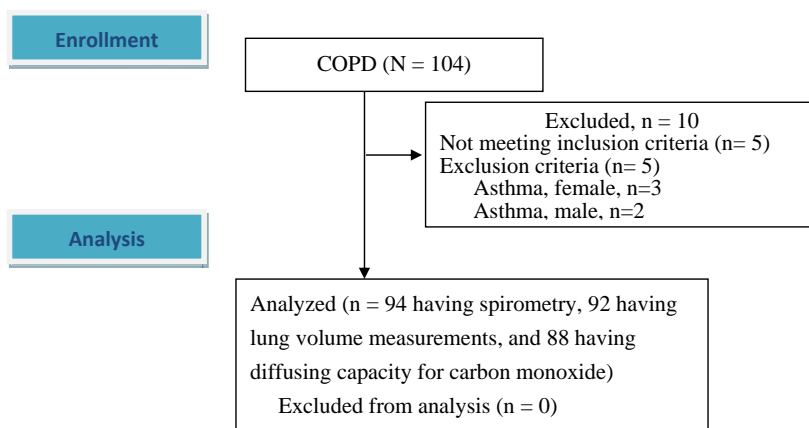 Enrollment
COPD (N = 104)
Excluded, n = 10
Not meeting inclusion criteria (n= 5)
Exclusion criteria (n= 5)
Asthma, female, n=3
Asthma, male, n=2
Analysis
Analyzed (n = 94 having spirometry, 92 having
lung volume measurements, and 88 having
diffusing capacity for carbon monoxide)
Excluded from analysis (n = 0)